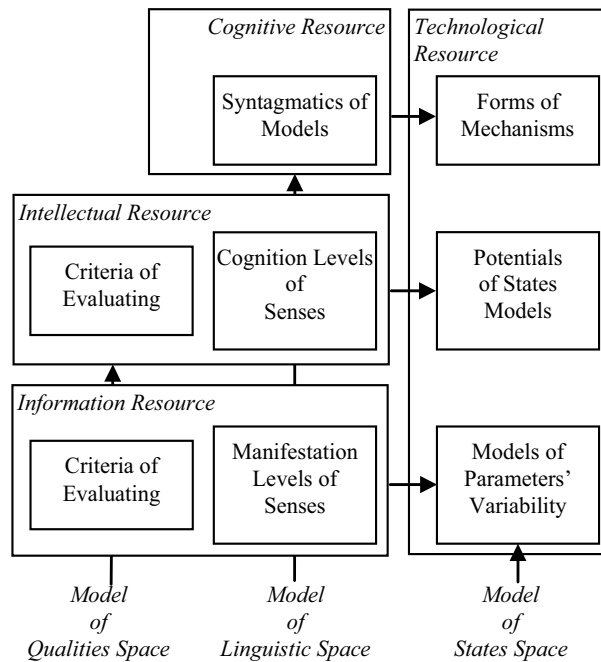 Cognitive Resource
Syntagmatics of
Models
Technological
Resource
Forms of
Mechanisms
Intellectual Resource
Criteria of
Evaluating
Cognition Levels
of
Senses
Potentials
of States
Models
Information Resource
Criteria of
Evaluating
Manifestation
Levels of
Senses
Models of
Parameters’
Variability
Model
of
Qualities Space
Model
of
Linguistic Space
Model
of
States Space